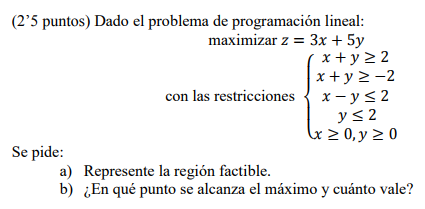 (2’5 puntos) Dado el problema de programación lineal:
maximizar z = 3x + 5y
x + y ≥ 2
x + y ≥ −2
con las restricciones x − y ≤ 2
y ≤ 2
x ≥ 0, y ≥ 0
Se pide:
a) Represente la región factible.
b) ¿En qué punto se alcanza el máximo y cuánto vale?